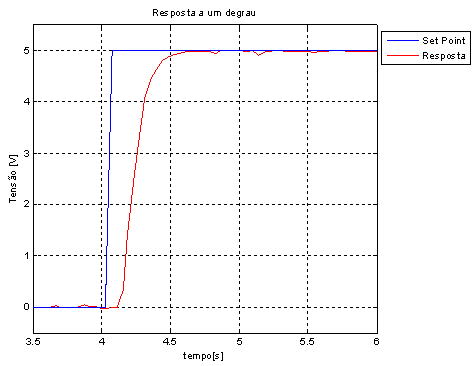 Resposta a um degrau
Set Point
Resposta
Tensão [V]
5
4
3
2
1
0
3.5 4 4.5 5 5.5 6
tempo[s]